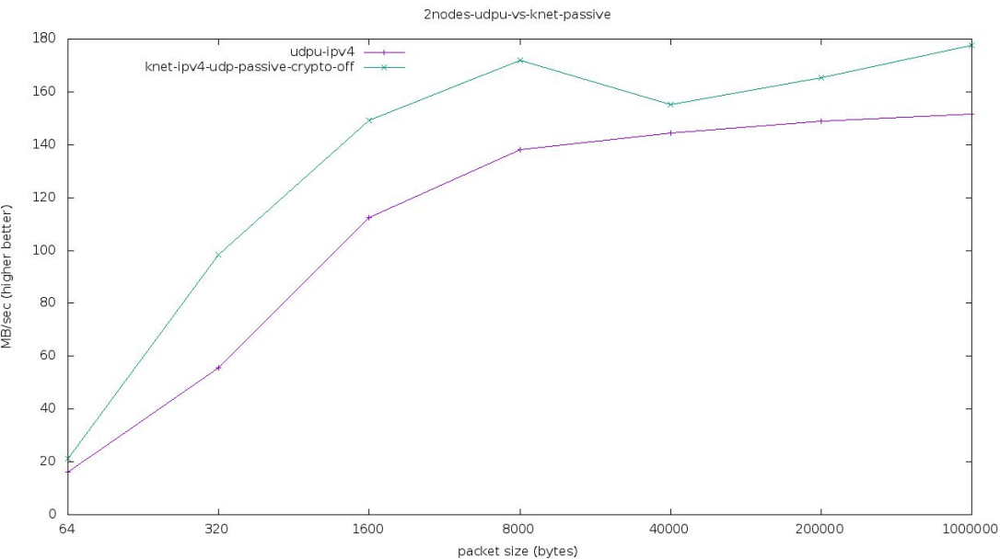 2nodes-udpu-vs-knet-passive
udpu-ipv4
knet-ipv4-udp-passive-crypto-off
MB/sec (higher better)
180
160
140
120
100
80
60
40
20
0
64 320 1600 8000 40000 200000 1000000
packet size (bytes)